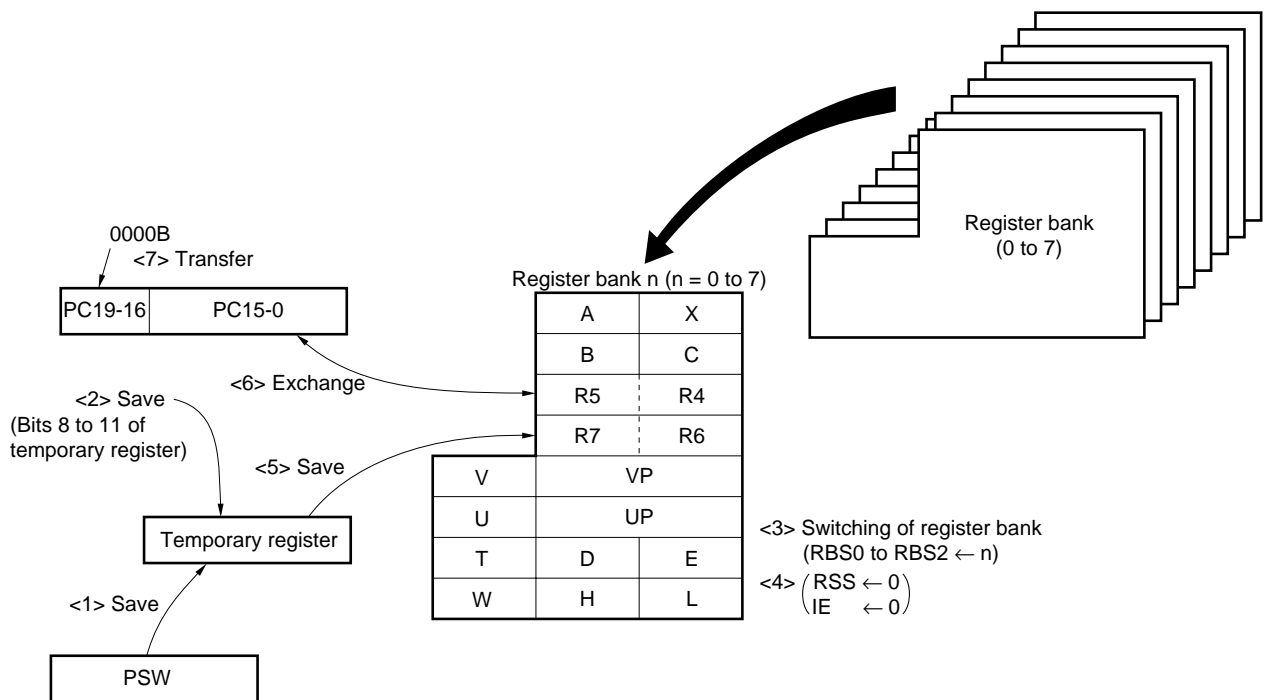 Register bank
(0 to 7)
0000B
<7> Transfer
PC19-16
PC15-0
<6> Exchange
<2> Save
(Bits 8 to 11 of
temporary register)
<5> Save
Temporary register
<1> Save
PSW
Register bank n (n = 0 to 7)
A X
B C
R5 R4
R7 R6
V VP
U UP
T D E
W H L
<3> Switching of register bank
(RBS0 to RBS2 ← n)
<4> (RSS ← 0
IE ← 0)